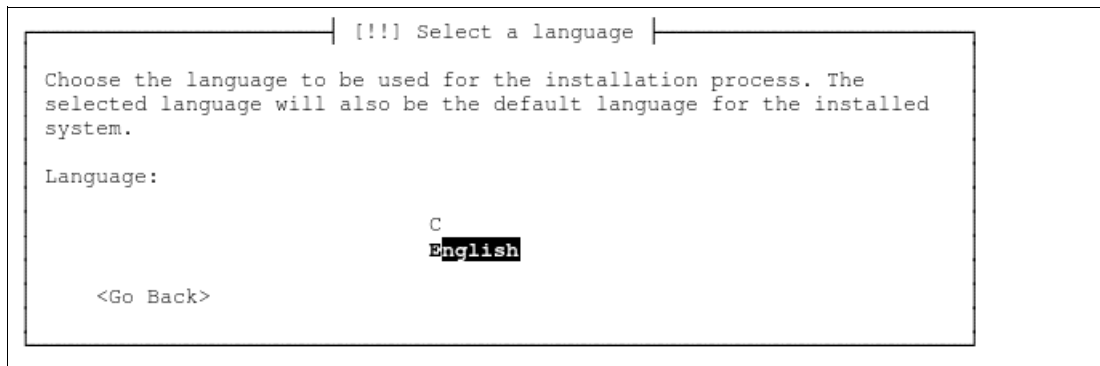 [!!] Select a language
Choose the language to be used for the installation process. The
selected language will also be the default language for the installed
system.
Language:
C
English
<Go Back>